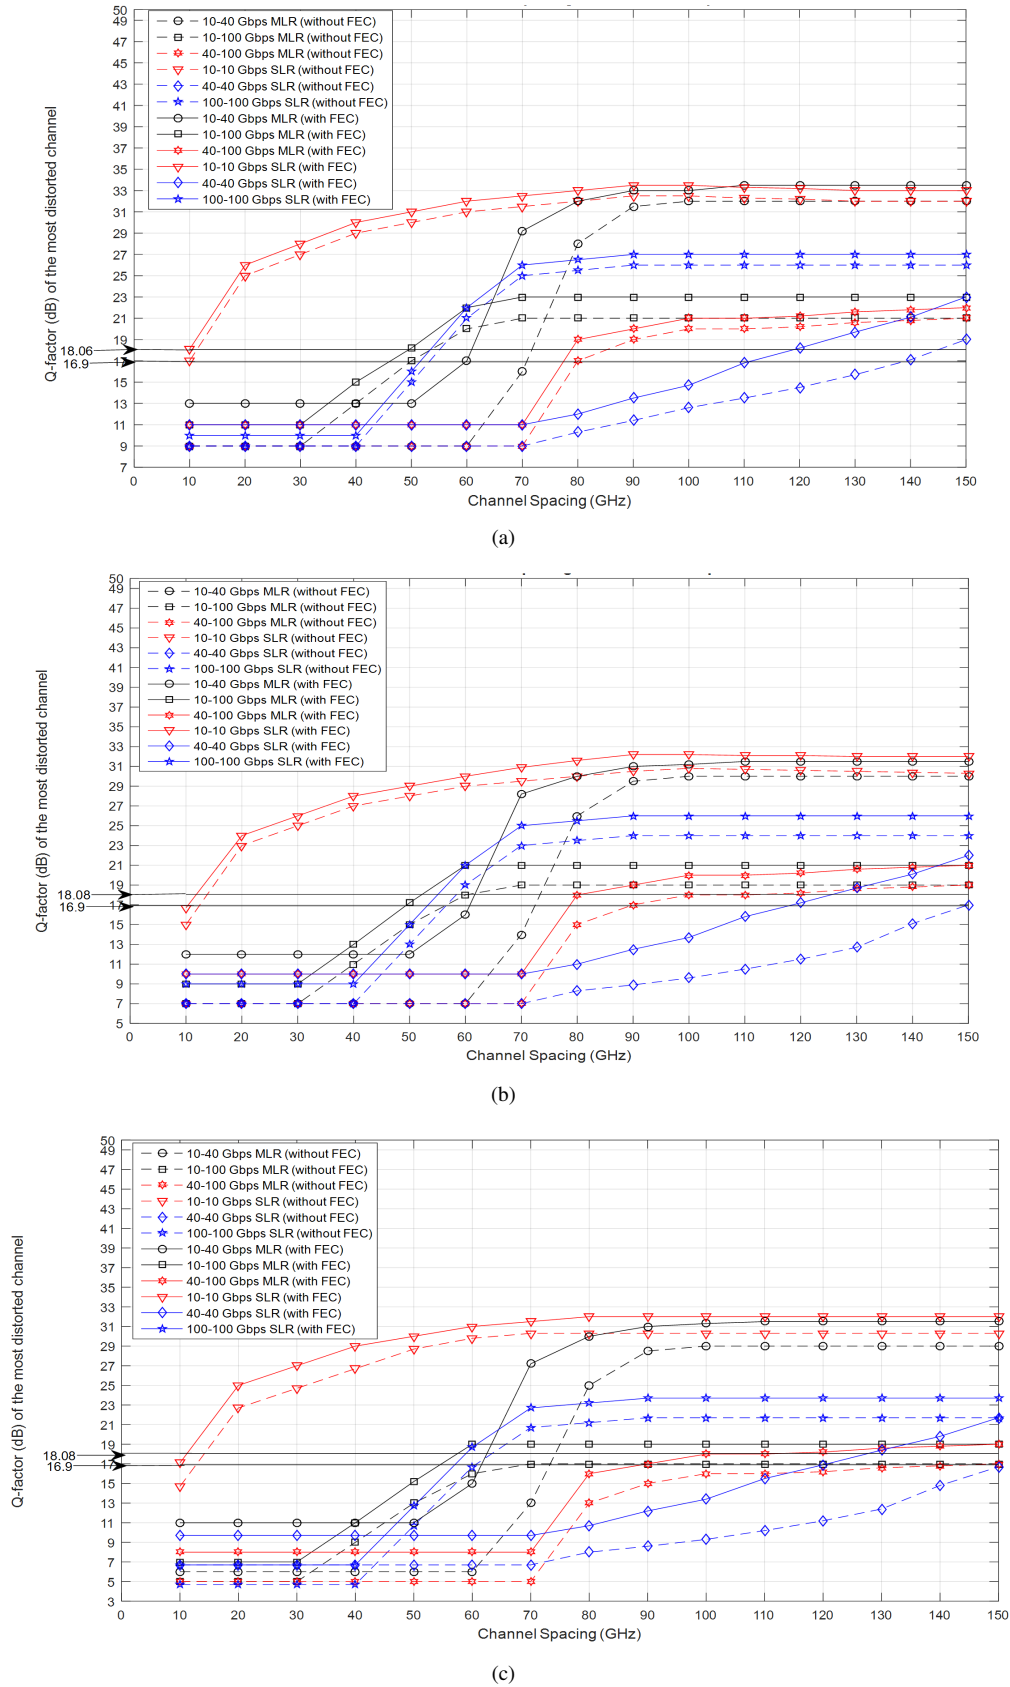 50
49
47
45
43
41
39
37
35
33
31
29
27
25
23
21
19
17
15
13
11
9
7
18.06
16.9
Q-factor (dB) of the most distorted channel
10-40 Gbps MLR (without FEC)
10-100 Gbps MLR (without FEC)
40-100 Gbps MLR (without FEC)
10-10 Gbps SLR (without FEC)
40-40 Gbps SLR (without FEC)
100-100 Gbps SLR (without FEC)
10-40 Gbps MLR (with FEC)
10-100 Gbps MLR (with FEC)
40-100 Gbps MLR (with FEC)
10-10 Gbps SLR (with FEC)
40-40 Gbps SLR (with FEC)
100-100 Gbps SLR (with FEC)
0 10 20 30 40 50 60 70 80 90 100 110 120 130 140 150
Channel Spacing (GHz)
(a)
50
49
47
45
43
41
39
37
35
33
31
29
27
25
23
21
19
17
15
13
11
9
7
5
18.08
16.9
Q-factor (dB) of the most distorted channel
10-40 Gbps MLR (without FEC)
10-100 Gbps MLR (without FEC)
40-100 Gbps MLR (without FEC)
10-10 Gbps SLR (without FEC)
40-40 Gbps SLR (without FEC)
100-100 Gbps SLR (without FEC)
10-40 Gbps MLR (with FEC)
10-100 Gbps MLR (with FEC)
40-100 Gbps MLR (with FEC)
10-10 Gbps SLR (with FEC)
40-40 Gbps SLR (with FEC)
100-100 Gbps SLR (with FEC)
0 10 20 30 40 50 60 70 80 90 100 110 120 130 140 150
Channel Spacing (GHz)
(b)
50
49
47
45
43
41
39
37
35
33
31
29
27
25
23
21
19
17
15
13
11
9
7
5
3
18.08
16.9
Q-factor (dB) of the most distorted channel
10-40 Gbps MLR (without FEC)
10-100 Gbps MLR (without FEC)
40-100 Gbps MLR (without FEC)
10-10 Gbps SLR (without FEC)
40-40 Gbps SLR (without FEC)
100-100 Gbps SLR (without FEC)
10-40 Gbps MLR (with FEC)
10-100 Gbps MLR (with FEC)
40-100 Gbps MLR (with FEC)
10-10 Gbps SLR (with FEC)
40-40 Gbps SLR (with FEC)
100-100 Gbps SLR (with FEC)
0 10 20 30 40 50 60 70 80 90 100 110 120 130 140 150
Channel Spacing (GHz)
(c)